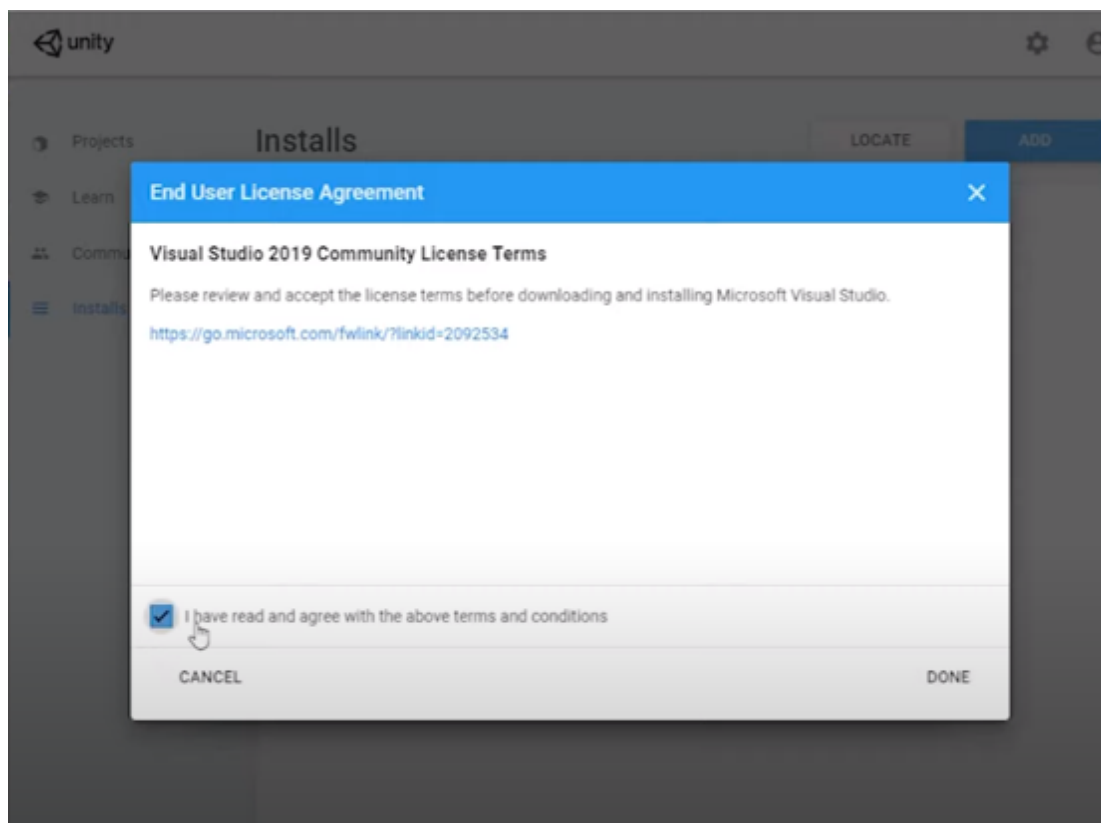 unity
Projects
Installs
LOCATE
ADD
Learn
End User License Agreement
Visual Studio 2019 Community License Terms
Please review and accept the license terms before downloading and installing Microsoft Visual Studio.
https://go.microsoft.com/fwlink/?linkid=2092534
Commu
Installs
I have read and agree with the above terms and conditions
CANCEL
DONE